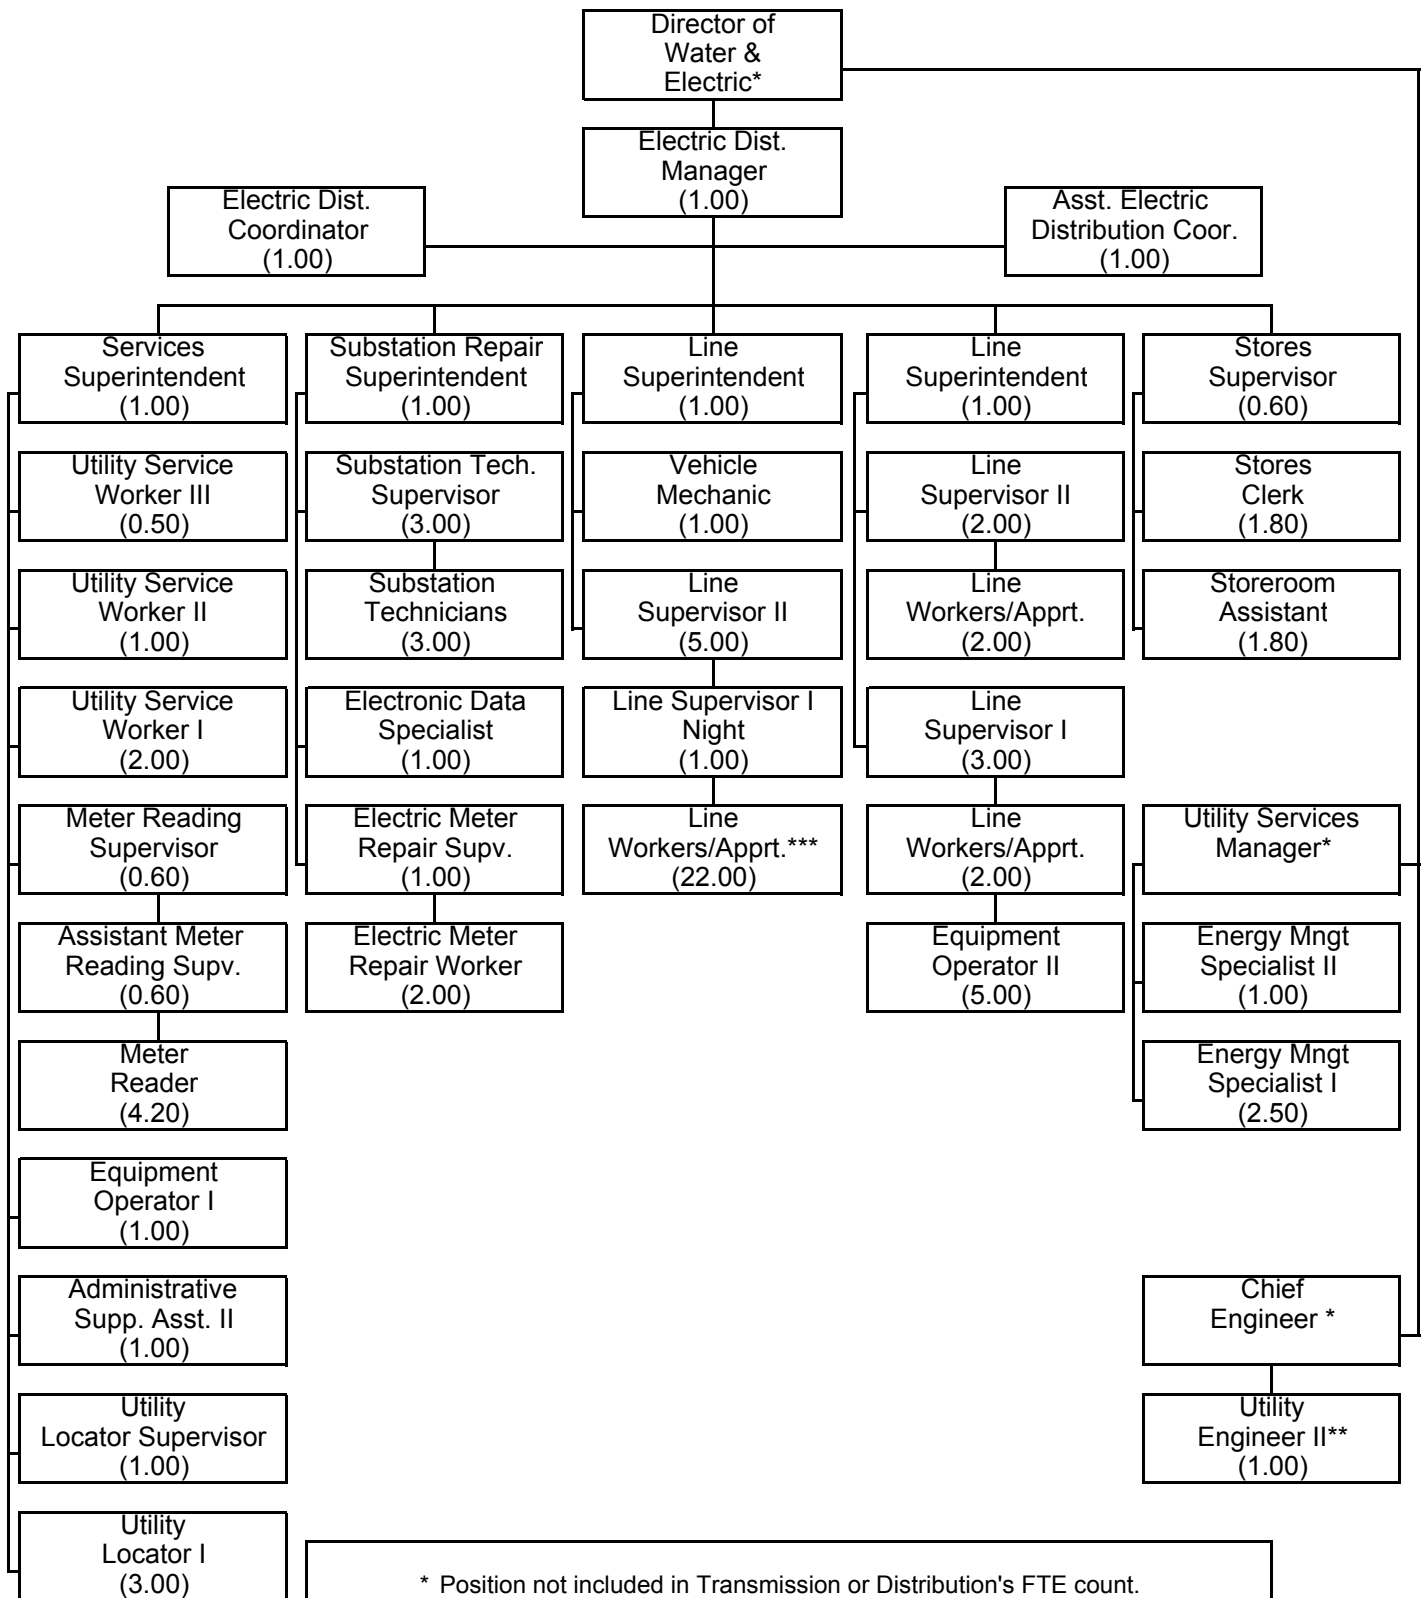 Director of
Water &
Electric*
Electric Dist.
Manager
(1.00)
Electric Dist.
Coordinator
(1.00)
Asst. Electric
Distribution Coor.
(1.00)
Services
Superintendent
(1.00)
Utility Service
Worker III
(0.50)
Utility Service
Worker II
(1.00)
Utility Service
Worker I
(2.00)
Meter Reading
Supervisor
(0.60)
Assistant Meter
Reading Supv.
(0.60)
Meter
Reader
(4.20)
Equipment
Operator I
(1.00)
Administrative
Supp. Asst. II
(1.00)
Utility
Locator Supervisor
(1.00)
Utility
Locator I
(3.00)
Substation Repair
Superintendent
(1.00)
Substation Tech.
Supervisor
(3.00)
Substation
Technicians
(3.00)
Electronic Data
Specialist
(1.00)
Electric Meter
Repair Supv.
(1.00)
Electric Meter
Repair Worker
(2.00)
Line
Superintendent
(1.00)
Vehicle
Mechanic
(1.00)
Line
Supervisor II
(5.00)
Line Supervisor I
Night
(1.00)
Line
Workers/Apprt.***
(22.00)
Line
Superintendent
(1.00)
Line
Supervisor II
(2.00)
Line
Workers/Apprt.
(2.00)
Line
Supervisor I
(3.00)
Line
Workers/Apprt.
(2.00)
Equipment
Operator II
(5.00)
Stores
Supervisor
(0.60)
Stores
Clerk
(1.80)
Storeroom
Assistant
(1.80)
Utility Services
Manager*
Energy Mngt
Specialist II
(1.00)
Energy Mngt
Specialist I
(2.50)
Chief
Engineer *
Utility
Engineer II**
(1.00)
* Position not included in Transmission or Distribution's FTE count.